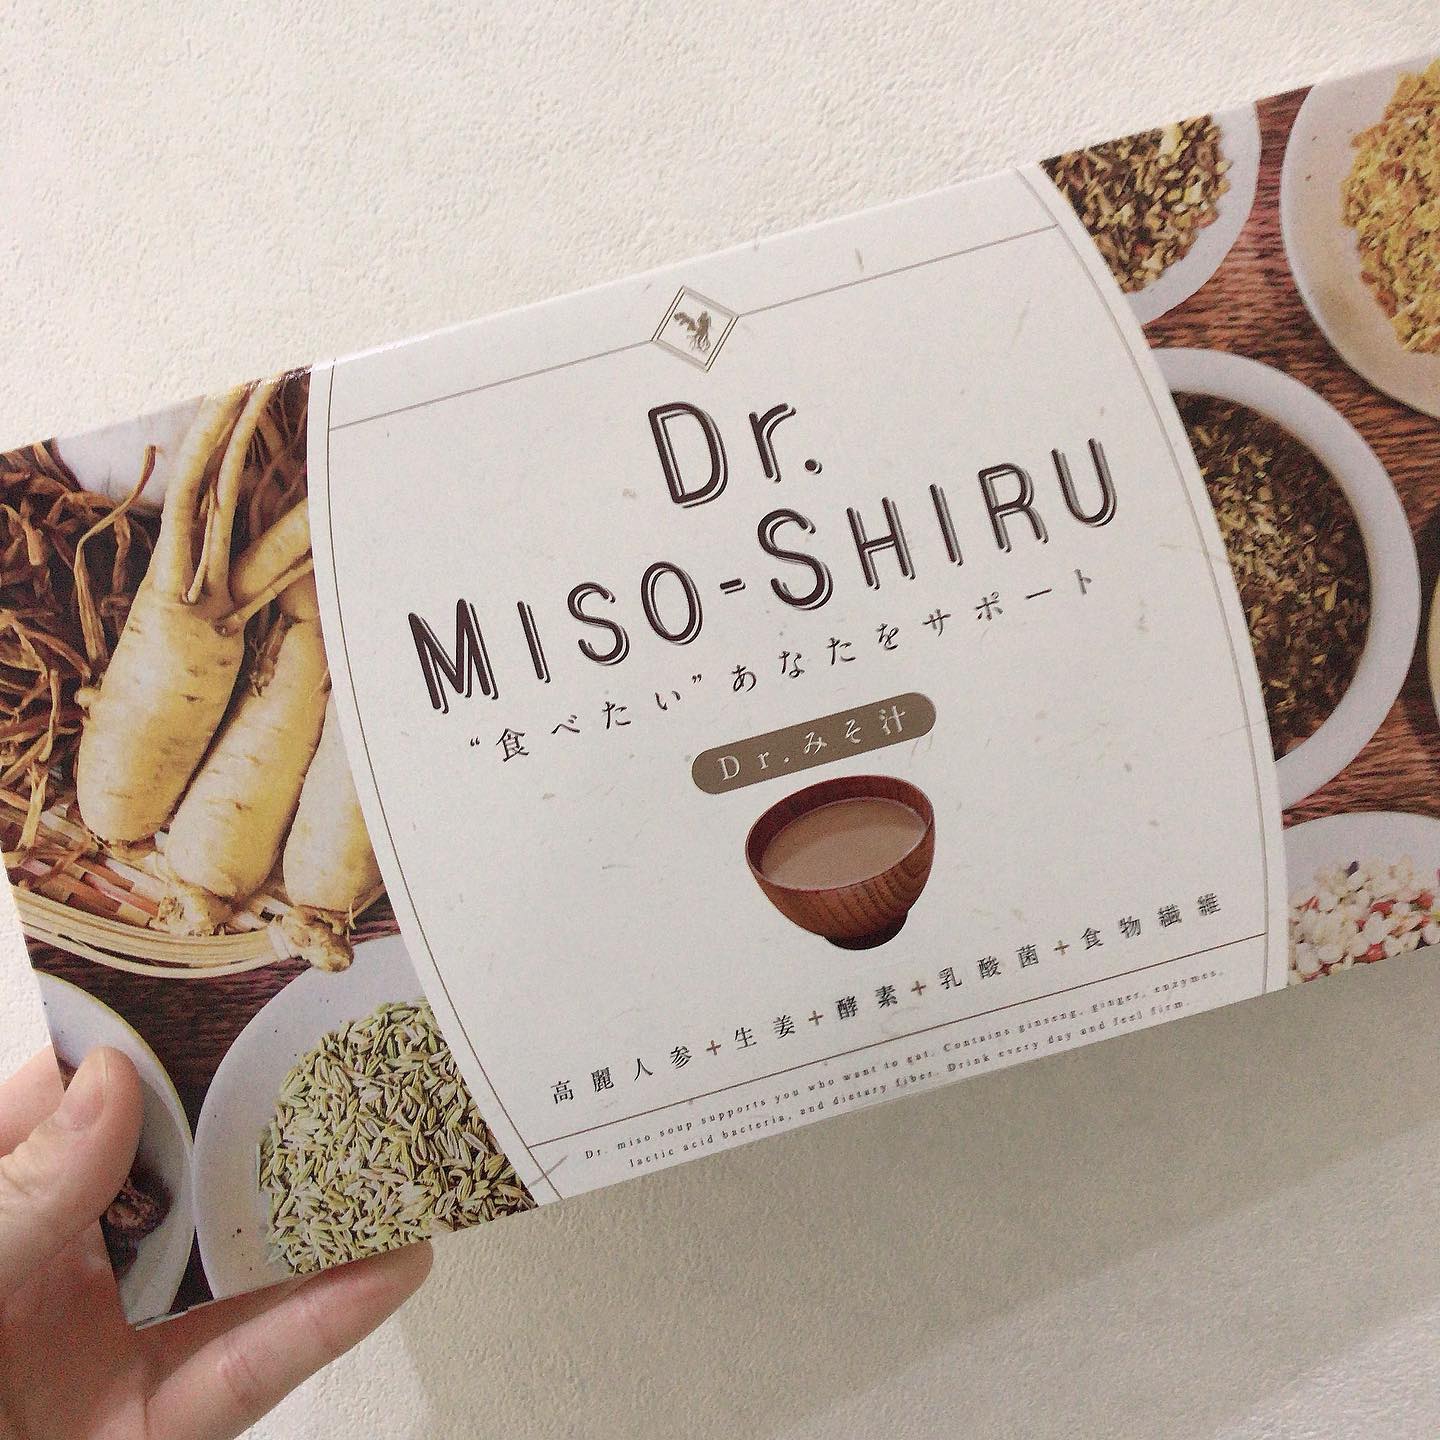 Dr.
MISO-SHIRU
“食べたい”あなたをサポート
Dr.みそ汁
高麗人参+生姜+酵素+乳酸菌+食物繊維
Dr. miso soup supports you who want to eat. Contains ginseng, ginger, enzymes,
lactic acid bacteria, and dietary fiber. Drink every day and feel firm.